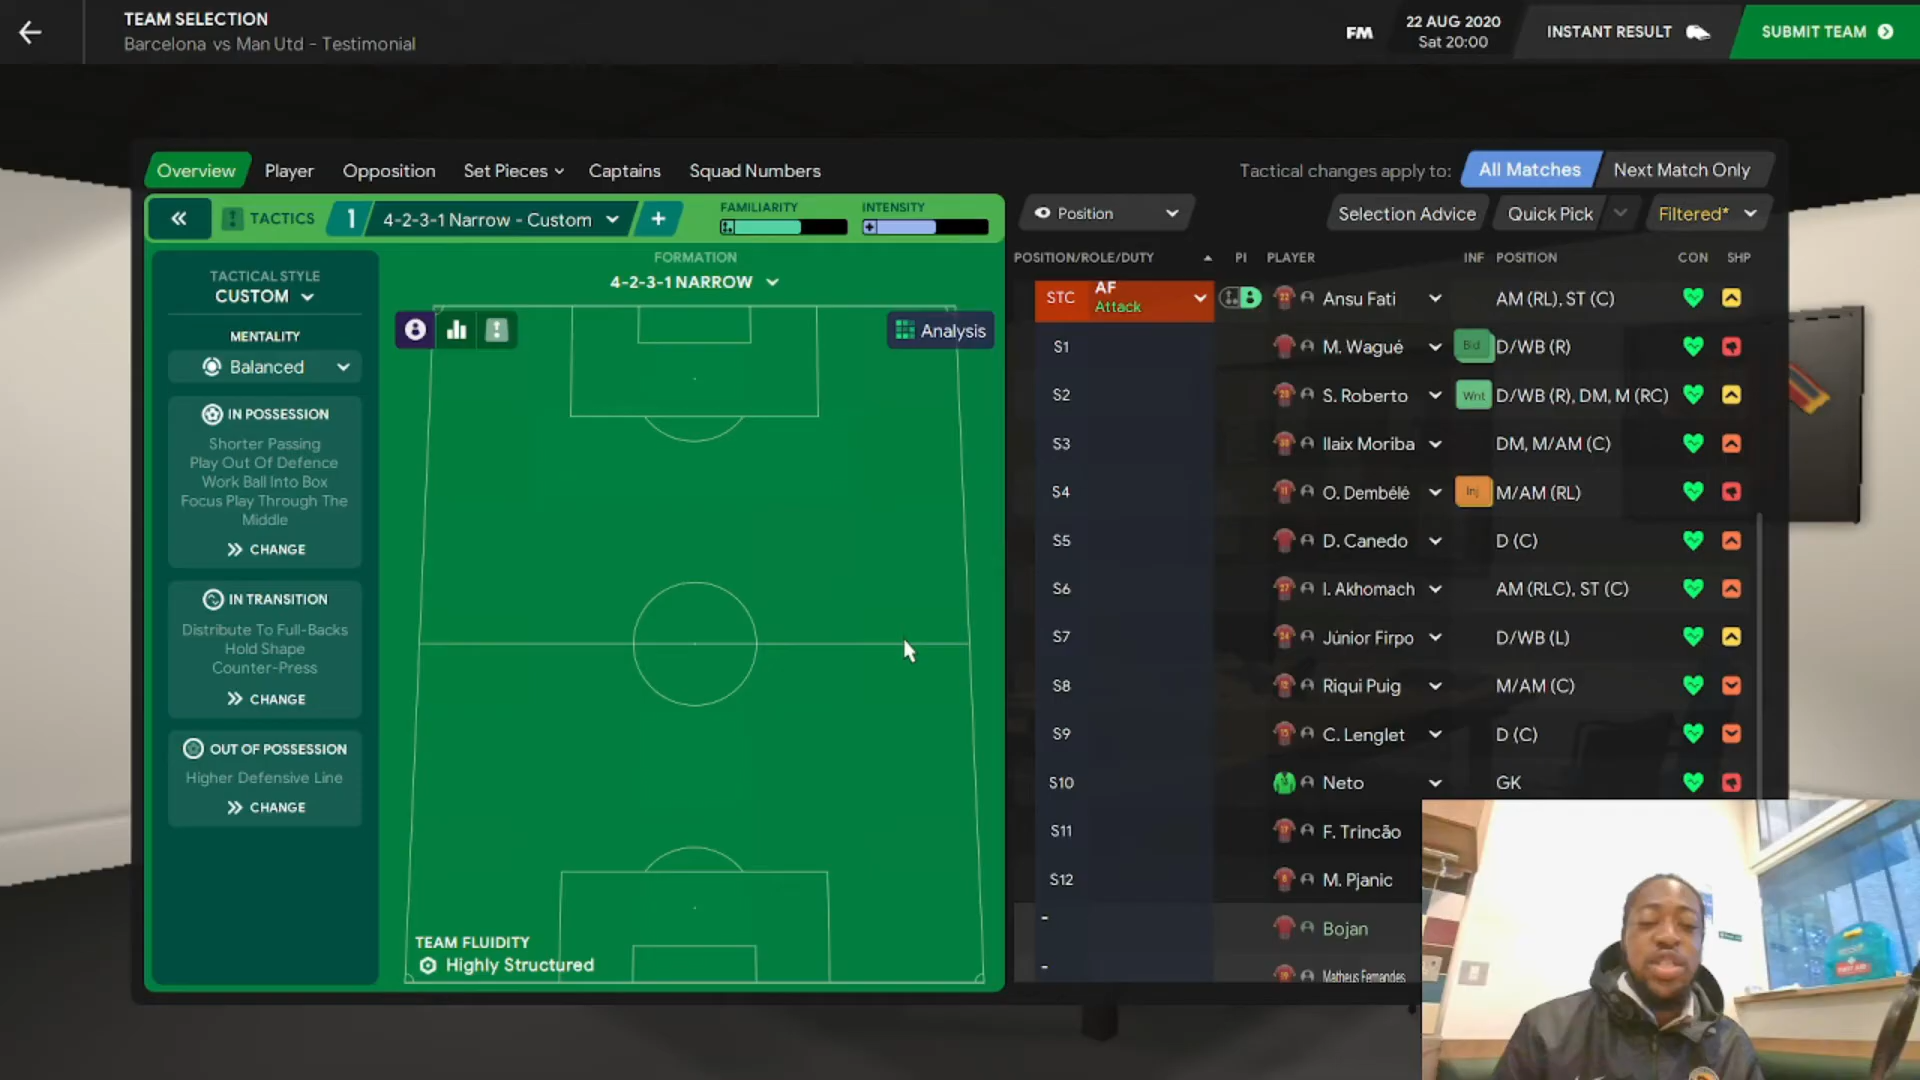 TEAM SELECTION
Barcelona vs Man Utd - Testimonial
FM
22 AUG 2020
Sat 20:00
INSTANT RESULT
SUBMIT TEAM
Overview
Player
Opposition
Set Pieces
Captains
Squad Numbers
Tactical changes apply to:
All Matches
Next Match Only
TACTICS
1
4-2-3-1 Narrow - Custom
FAMILIARITY
INTENSITY
Position
Selection Advice
Quick Pick
Filtered*
TACTICAL STYLE
CUSTOM
MENTALITY
Balanced
IN POSSESSION
Shorter Passing
Play Out Of Defence
Work Ball Into Box
Focus Play Through The
Middle
CHANGE
IN TRANSITION
Distribute To Full-Backs
Hold Shape
Counter-Press
CHANGE
OUT OF POSSESSION
Higher Defensive Line
CHANGE
FORMATION
4-2-3-1 NARROW
Analysis
TEAM FLUIDITY
Highly Structured
POSITION/ROLE/DUTY PI PLAYER INF POSITION CON SHP
STC AF Attack Ansu Fati AM (RL), ST (C)
S1 M. Wagué Bid D/WB (R)
S2 S. Roberto Wnt D/WB (R), DM, M (RC)
S3 Ilaix Moriba DM, M/AM (C)
S4 O. Dembélé Inj M/AM (RL)
S5 D. Canedo D (C)
S6 I. Akhomach AM (RLC), ST (C)
S7 Júnior Firpo D/WB (L)
S8 Riqui Puig M/AM (C)
S9 C. Lenglet D (C)
S10 Neto GK
S11 F. Trincão
S12 M. Pjanic
- Bojan
- Matheus Fernandes
FIRST AID